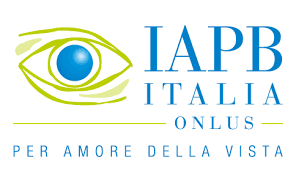 IAPB
ITALIA
ONLUS
PER AMORE DELLA VISTA